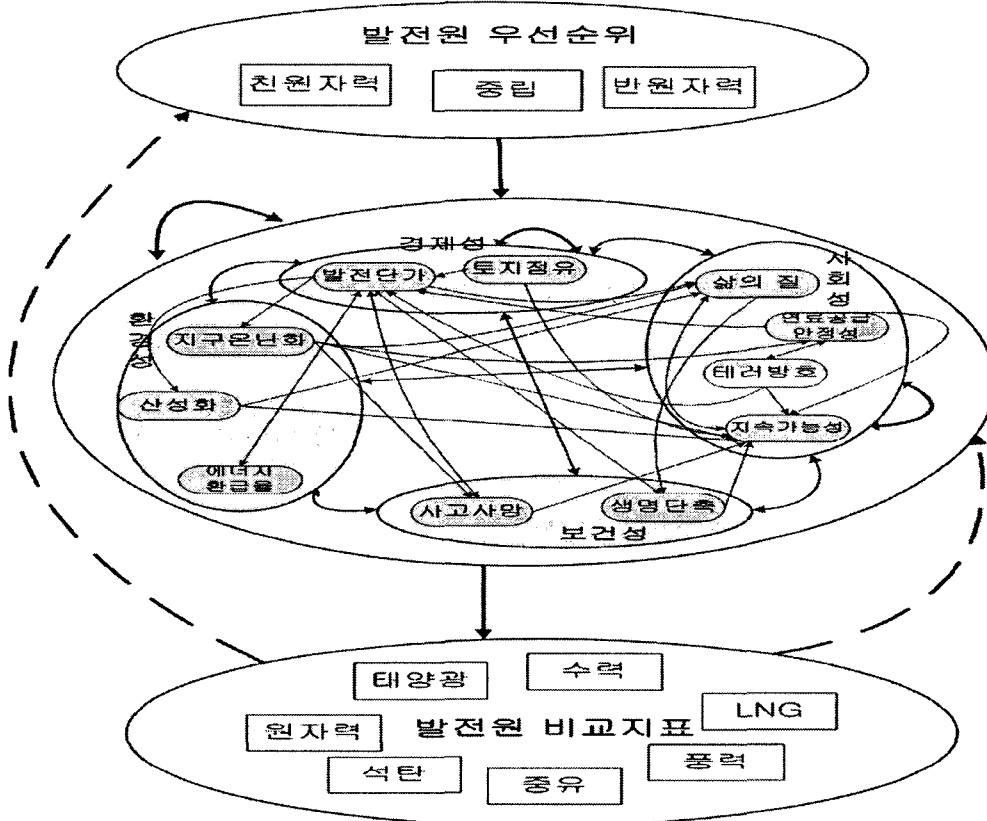 발전원 우선순위
친원자력
중립
반원자력
경제성
발전단가
토지점유
사회성
삶의 질
연료공급
안정성
테러방호
지속가능성
환경성
지구온난화
산성화
에너지
환급율
사고사망
생명단축
보건성
태양광
수력
LNG
원자력
발전원 비교지표
석탄
중유
풍력